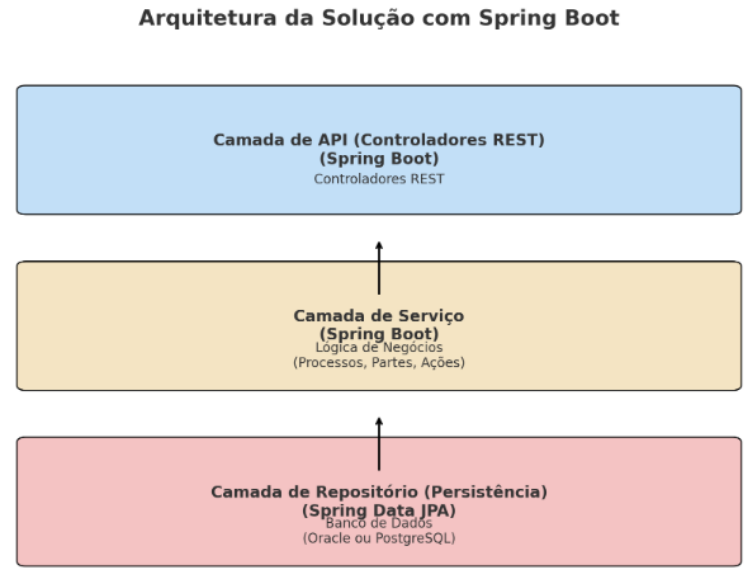 Arquitetura da Solução com Spring Boot
Camada de API (Controladores REST)
(Spring Boot)
Controladores REST
Camada de Serviço
(Spring Boot)
Lógica de Negócios
(Processos, Partes, Ações)
Camada de Repositório (Persistência)
(Spring Data JPA)
Banco de Dados
(Oracle ou PostgreSQL)